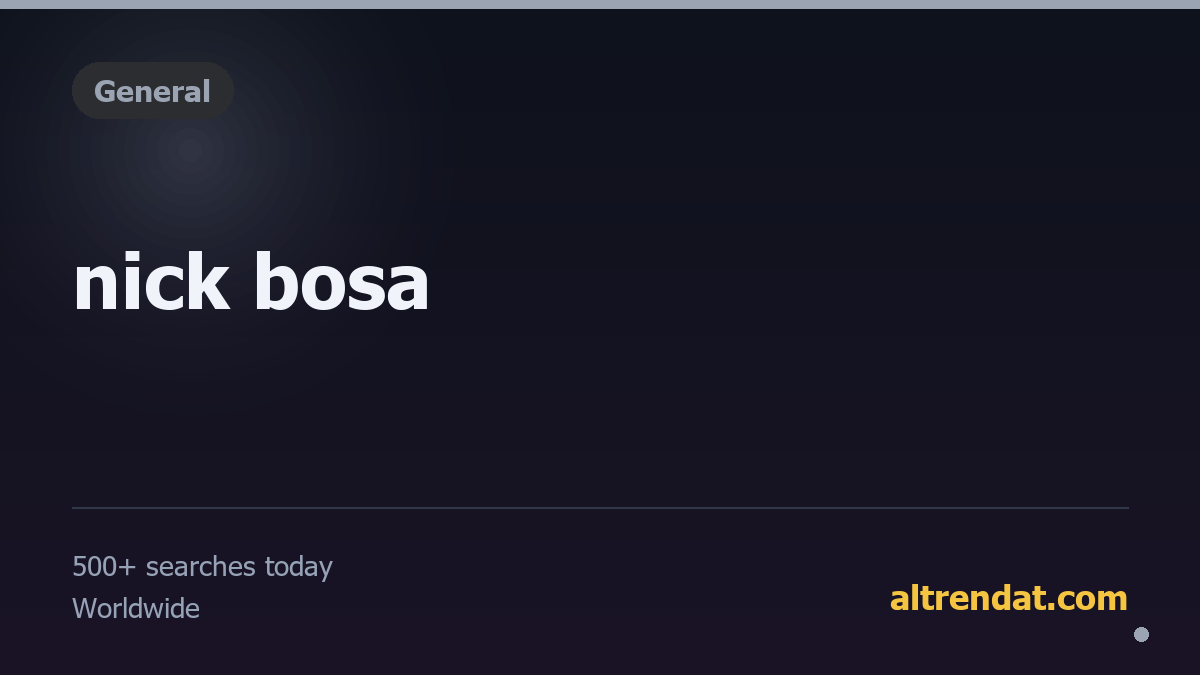 General
nick bosa
500+ searches today
Worldwide
altrendat.com